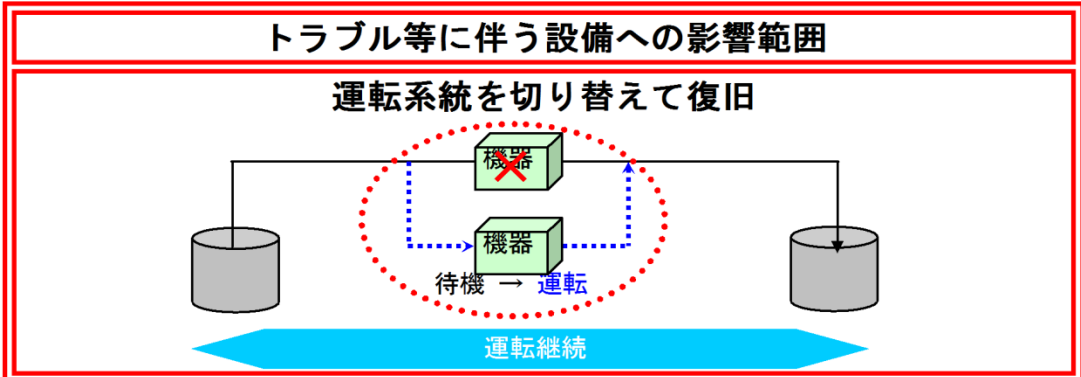 トラブル等に伴う設備への影響範囲
運転系統を切り替えて復旧
機器
機器
待機 → 運転
運転継続